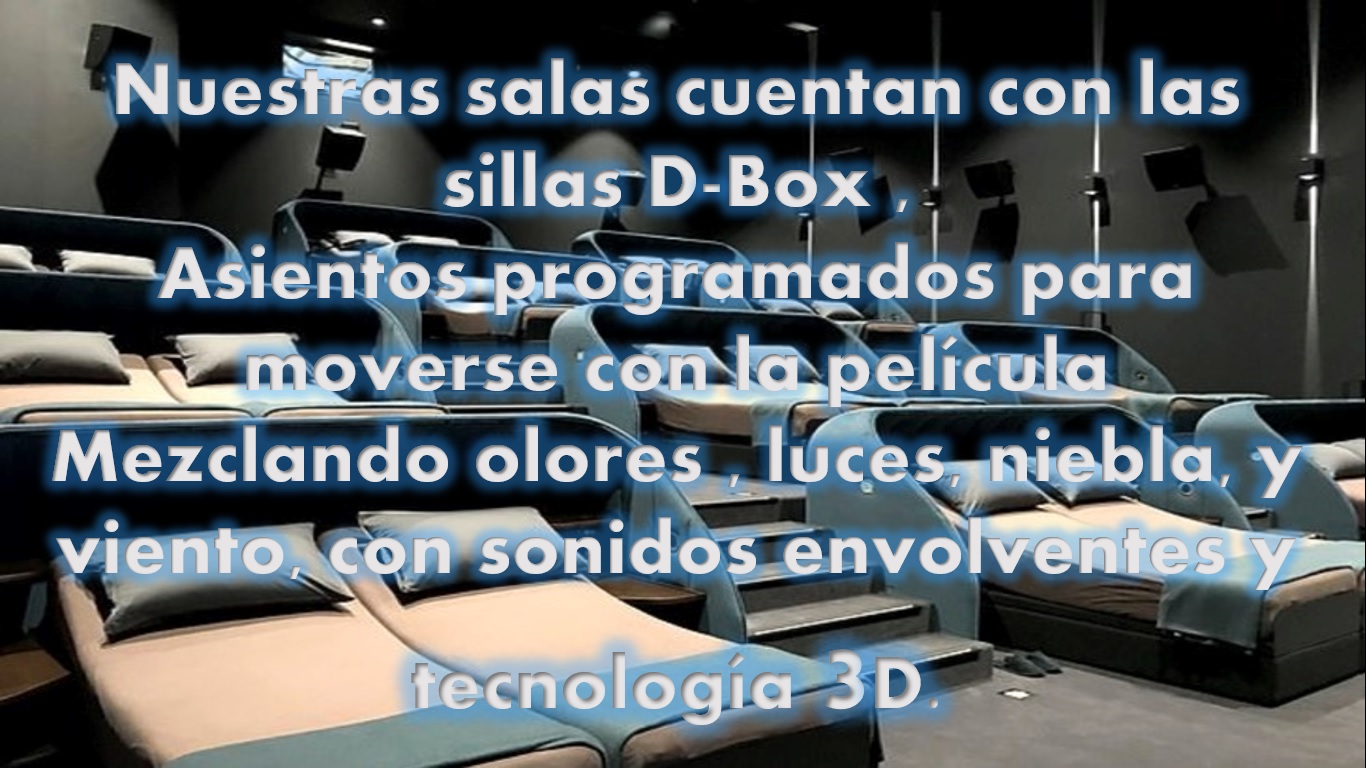 Nuestras salas cuentan con las
sillas D-Box ,
Asientos programados para
moverse con la película
Mezclando olores , luces, niebla, y
viento, con sonidos envolventes y
tecnología 3D.